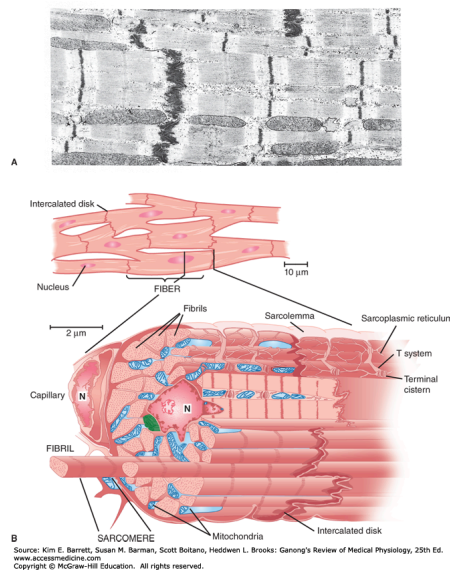 A
Intercalated disk
10 μm
Nucleus
FIBER
Fibrils
2 μm
Sarcolemma
Sarcoplasmic reticulum
T system
Terminal
cistern
Capillary
N
N
FIBRIL
SARCOMERE
Mitochondria
Intercalated disk
B
Source: Kim E. Barrett, Susan M. Barman, Scott Boitano, Heddwen L. Brooks: Ganong's Review of Medical Physiology, 25th Ed.
www.accessmedicine.com
Copyright © McGraw-Hill Education. All rights reserved.